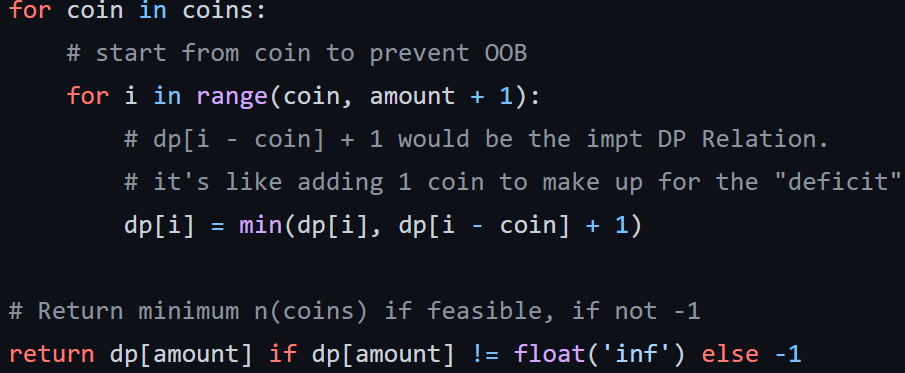 for coin in coins:
    # start from coin to prevent OOB
    for i in range(coin, amount + 1):
        # dp[i - coin] + 1 would be the impt DP Relation.
        # it's like adding 1 coin to make up for the "deficit"
        dp[i] = min(dp[i], dp[i - coin] + 1)
# Return minimum n(coins) if feasible, if not -1
return dp[amount] if dp[amount] != float('inf') else -1